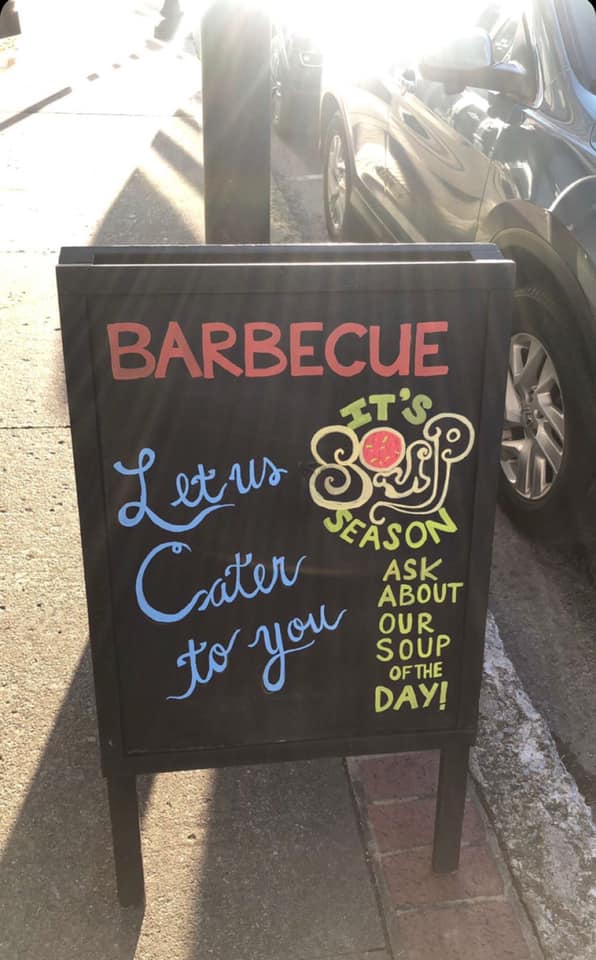 BARBECUE
Let us
Cater
to you
IT'S
Soup
SEASON
ASK
ABOUT
OUR
SOUP
OF THE
DAY!